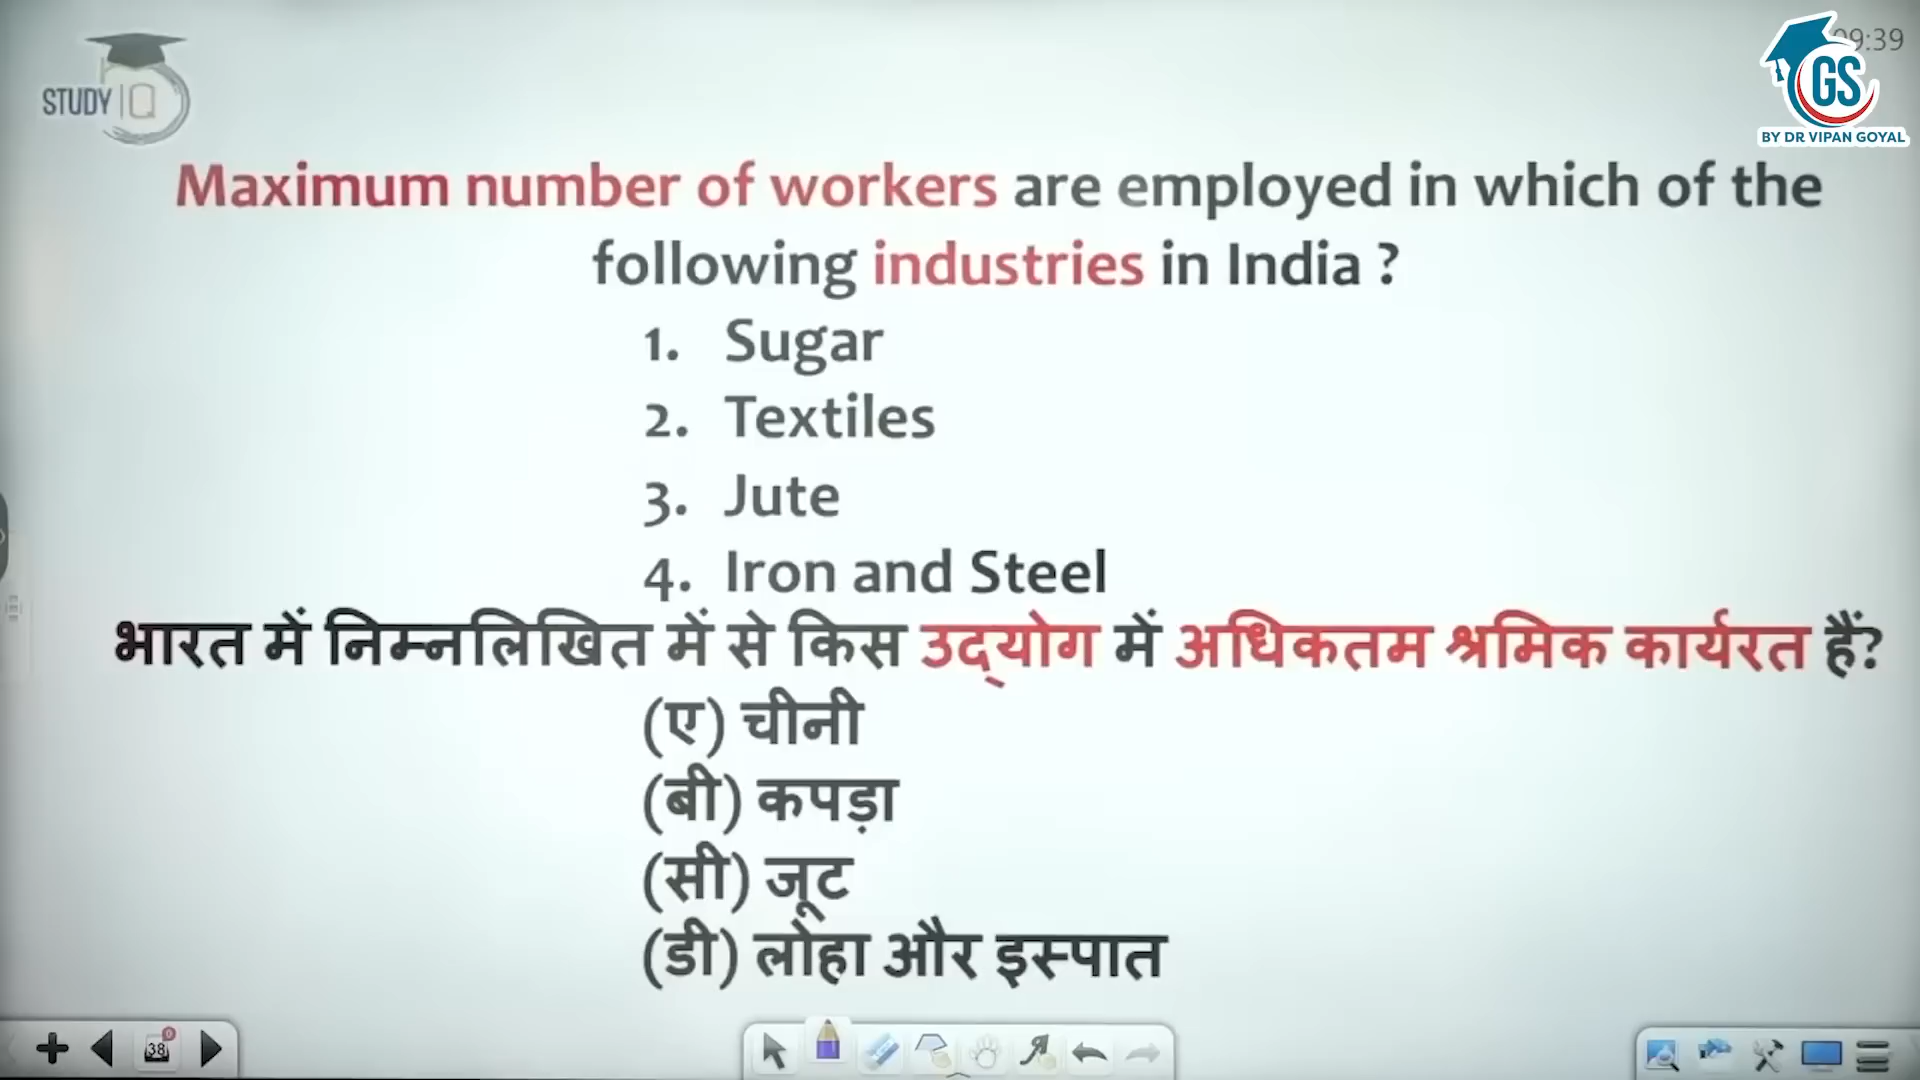 STUDY IQ
09:39
GS
BY DR VIPAN GOYAL
Maximum number of workers are employed in which of the
following industries in India ?
1. Sugar
2. Textiles
3. Jute
4. Iron and Steel
भारत में निम्नलिखित में से किस उद्योग में अधिकतम श्रमिक कार्यरत हैं?
(ए) चीनी
(बी) कपड़ा
(सी) जूट
(डी) लोहा और इस्पात
38